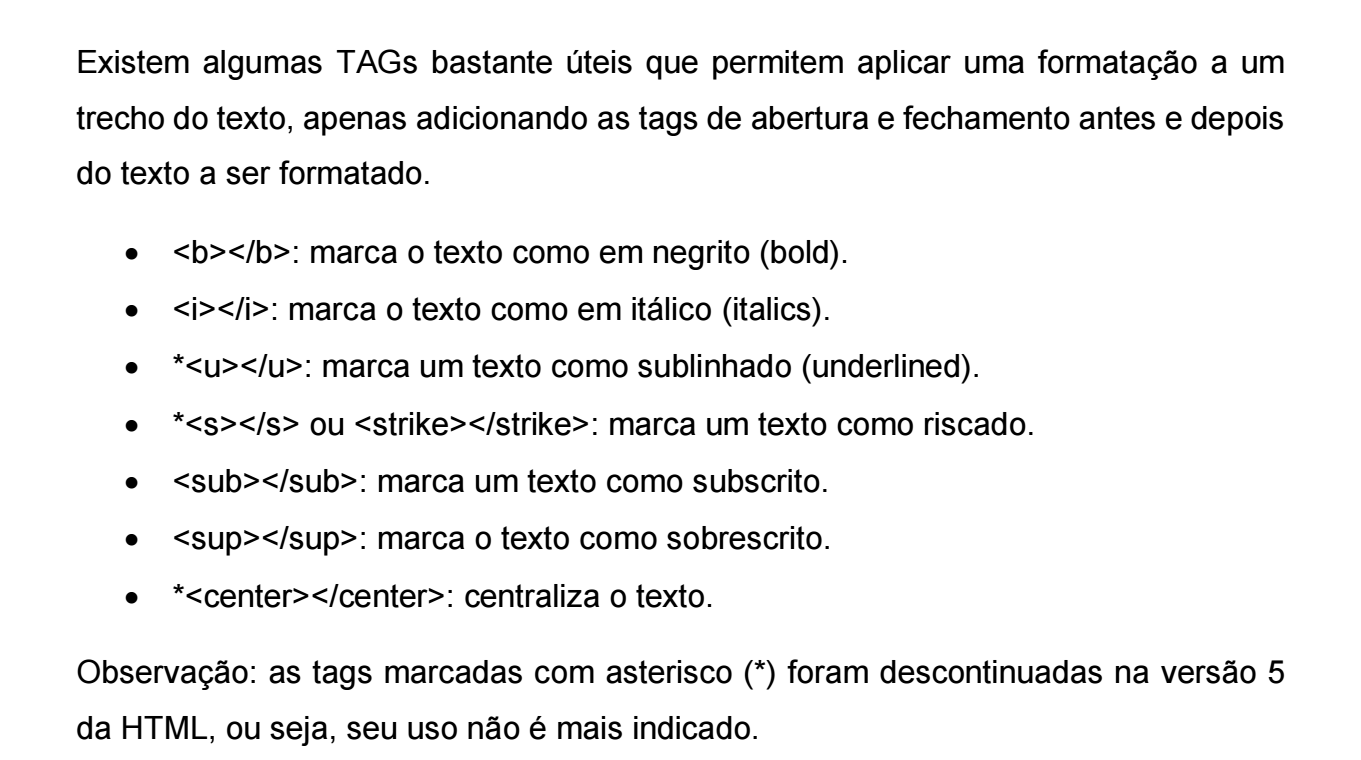 Existem algumas TAGs bastante úteis que permitem aplicar uma formatação a um
trecho do texto, apenas adicionando as tags de abertura e fechamento antes e depois
do texto a ser formatado.
• <b></b>: marca o texto como em negrito (bold).
• <i></i>: marca o texto como em itálico (italics).
• *<u></u>: marca um texto como sublinhado (underlined).
• *<s></s> ou <strike></strike>: marca um texto como riscado.
• <sub></sub>: marca um texto como subscrito.
• <sup></sup>: marca o texto como sobrescrito.
• *<center></center>: centraliza o texto.
Observação: as tags marcadas com asterisco (*) foram descontinuadas na versão 5
da HTML, ou seja, seu uso não é mais indicado.